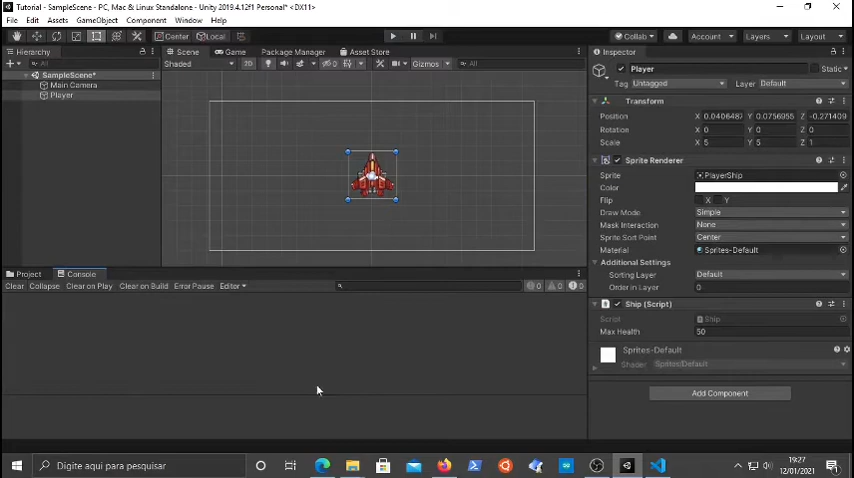 Tutorial - SampleScene - PC, Mac & Linux Standalone - Unity 2019.4.12f1 Personal* <DX11>
File Edit Assets GameObject Component Window Help
Center Local Collab Account Layers Layout
Hierarchy Scene Game Package Manager Asset Store Inspector
All Shaded 2D 0 Gizmos All
SampleScene*
Main Camera
Player
Player Static
Tag Untagged Layer Default
Transform
Position X 0.0406487 Y 0.0756955 Z -0.271409
Rotation X 0 Y 0 Z 0
Scale X 5 Y 5 Z 1
Sprite Renderer
Sprite PlayerShip
Color
Flip X Y
Draw Mode Simple
Mask Interaction None
Sprite Sort Point Center
Material Sprites-Default
Additional Settings
Sorting Layer Default
Order in Layer 0
Project Console
Clear Collapse Clear on Play Clear on Build Error Pause Editor 0 0 0
Ship (Script)
Script Ship
Max Health 50
Sprites-Default
Shader Sprites/Default
Add Component
Digite aqui para pesquisar
19:27
12/01/2021